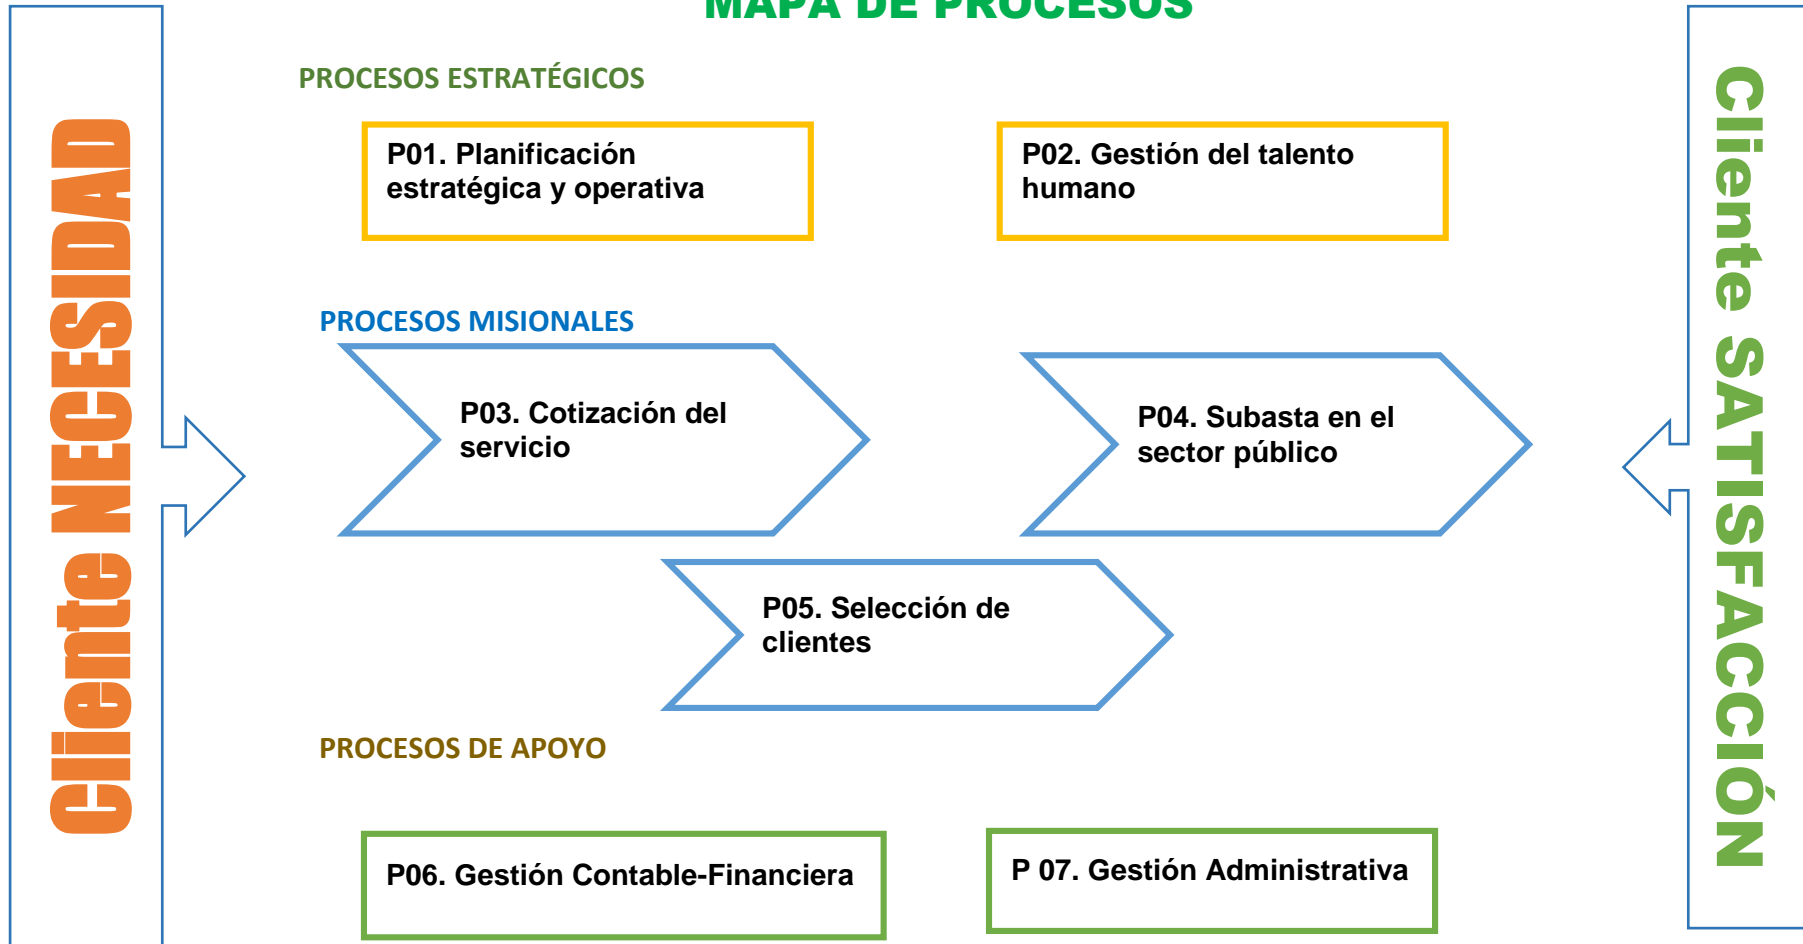 MAPA DE PROCESOS
PROCESOS ESTRATÉGICOS
P01. Planificación
estratégica y operativa
P02. Gestión del talento
humano
PROCESOS MISIONALES
P03. Cotización del
servicio
P04. Subasta en el
sector público
P05. Selección de
clientes
PROCESOS DE APOYO
P06. Gestión Contable-Financiera
P 07. Gestión Administrativa
Cliente NECESIDAD
Cliente SATISFACCIÓN